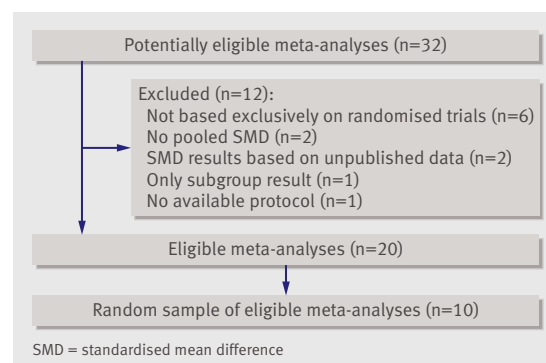 Potentially eligible meta-analyses (n=32)
Excluded (n=12):
Not based exclusively on randomised trials (n=6)
No pooled SMD (n=2)
SMD results based on unpublished data (n=2)
Only subgroup result (n=1)
No available protocol (n=1)
Eligible meta-analyses (n=20)
Random sample of eligible meta-analyses (n=10)
SMD = standardised mean difference